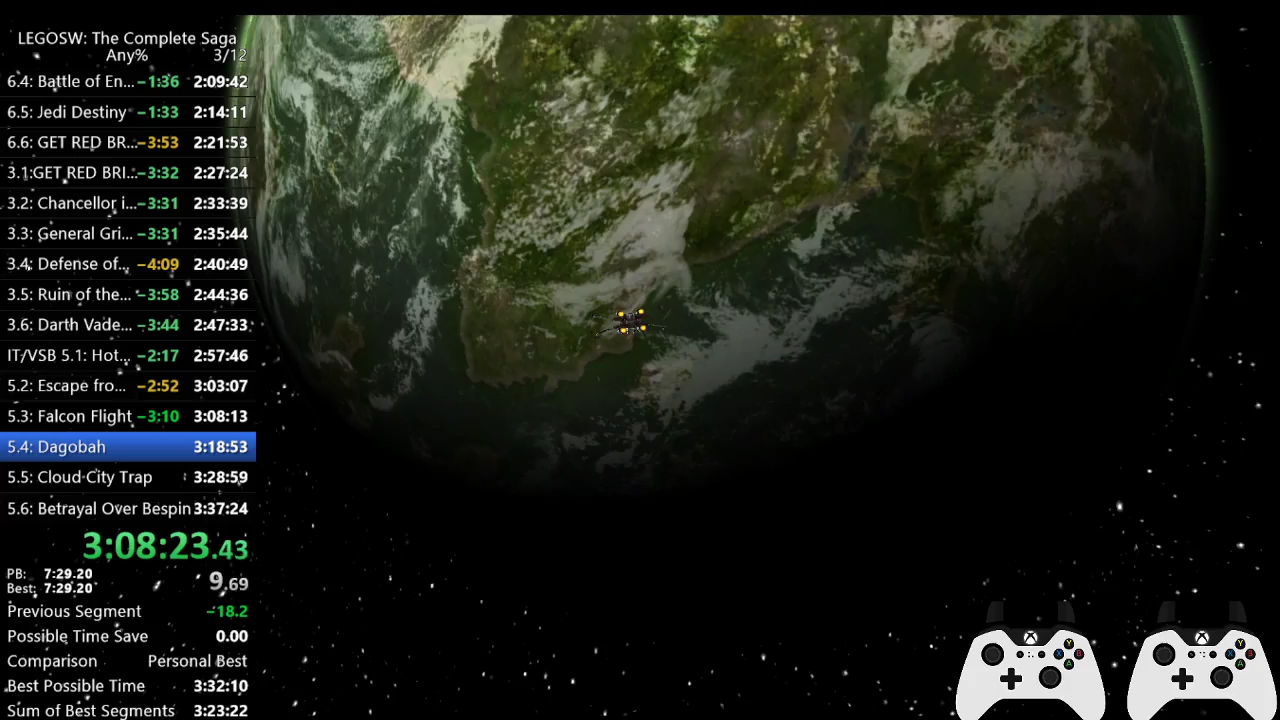 LEGOSW: The Complete Saga
Any% 3/12
6.4: Battle of En... −1:36 2:09:42
6.5: Jedi Destiny −1:33 2:14:11
6.6: GET RED BR... −3:53 2:21:53
3.1:GET RED BRI... −3:32 2:27:24
3.2: Chancellor i... −3:31 2:33:39
3.3: General Gri... −3:31 2:35:44
3.4: Defense of... −4:09 2:40:49
3.5: Ruin of the... −3:58 2:44:36
3.6: Darth Vade... −3:44 2:47:33
IT/VSB 5.1: Hot... −2:17 2:57:46
5.2: Escape fro... −2:52 3:03:07
5.3: Falcon Flight −3:10 3:08:13
5.4: Dagobah 3:18:53
5.5: Cloud City Trap 3:28:59
5.6: Betrayal Over Bespin 3:37:24
3:08:23.43
PB: 7:29.20
Best: 7:29.20
9.69
Previous Segment −18.2
Possible Time Save 0.00
Comparison Personal Best
Best Possible Time 3:32:10
Sum of Best Segments 3:23:22
Y
X B
A
Y
X B
A